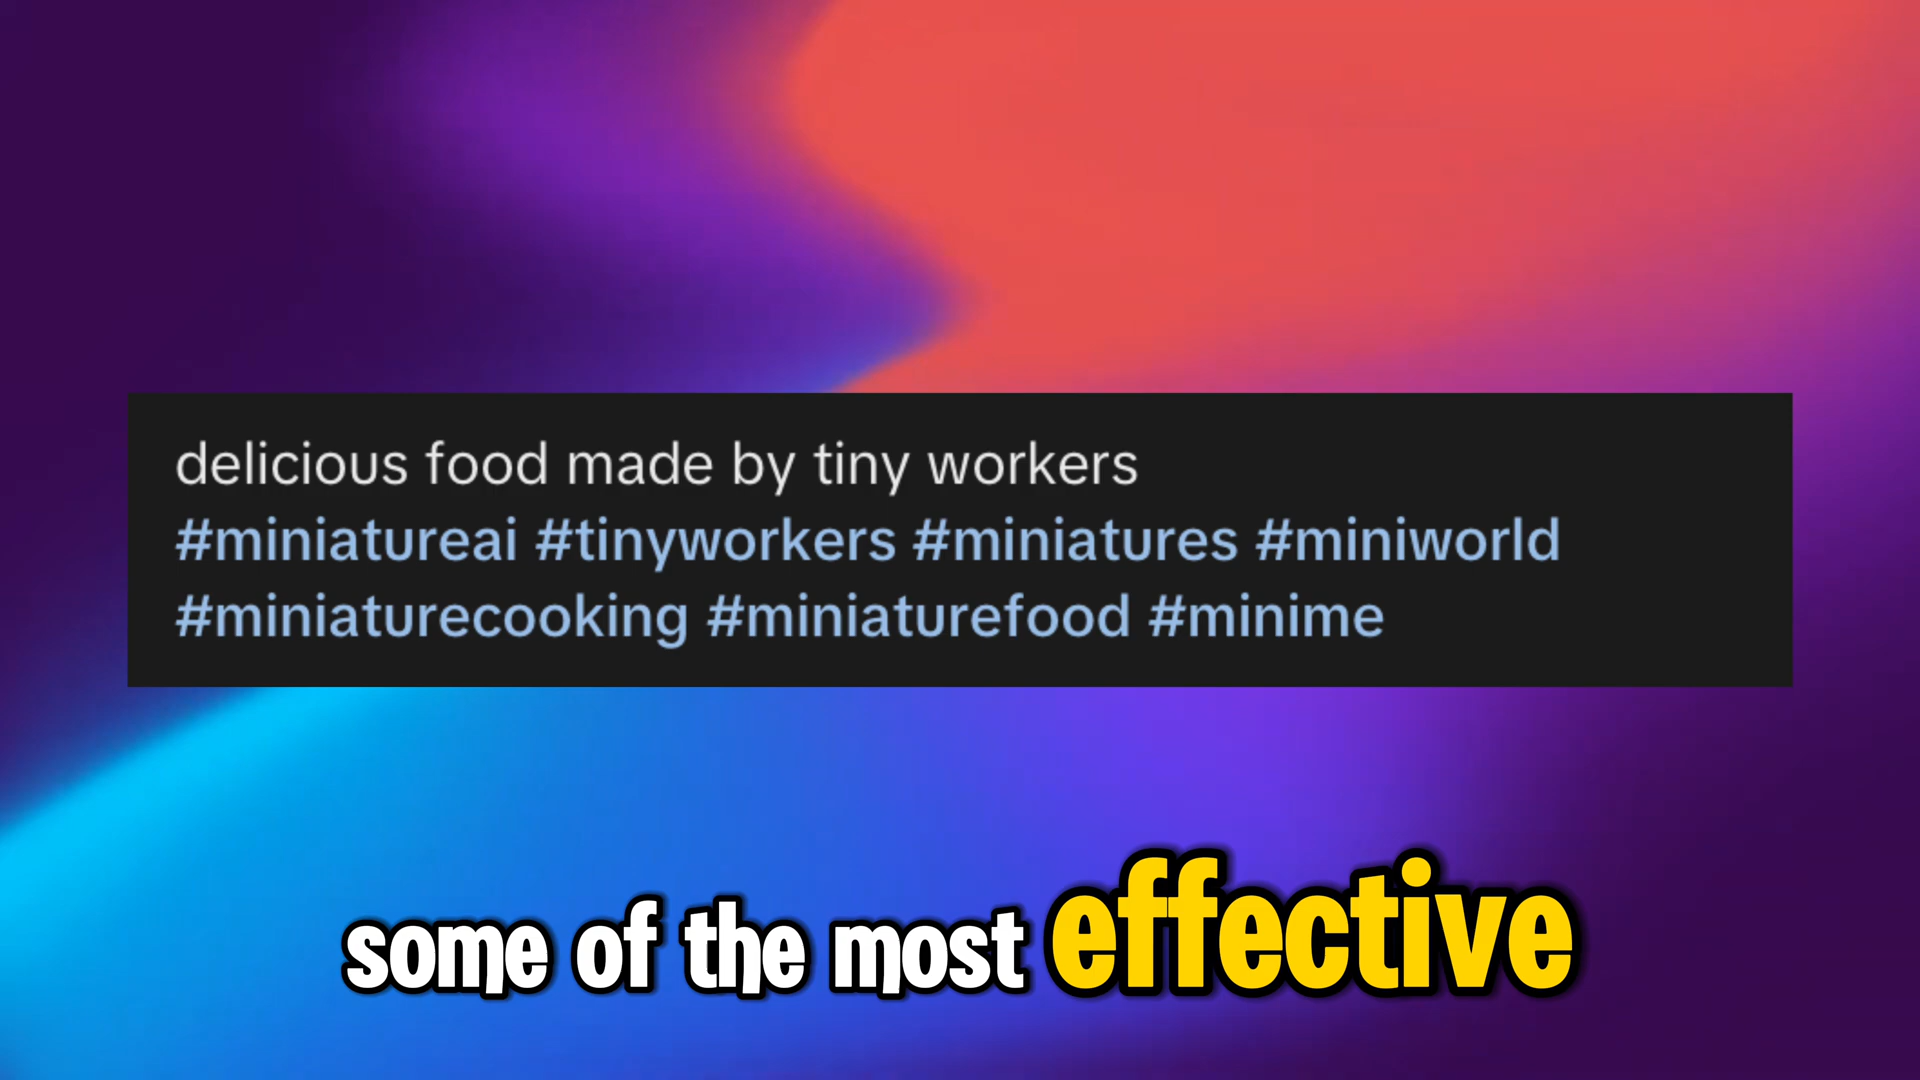 delicious food made by tiny workers
#miniatureai #tinyworkers #miniatures #miniworld
#miniaturecooking #miniaturefood #minime
some of the most effective